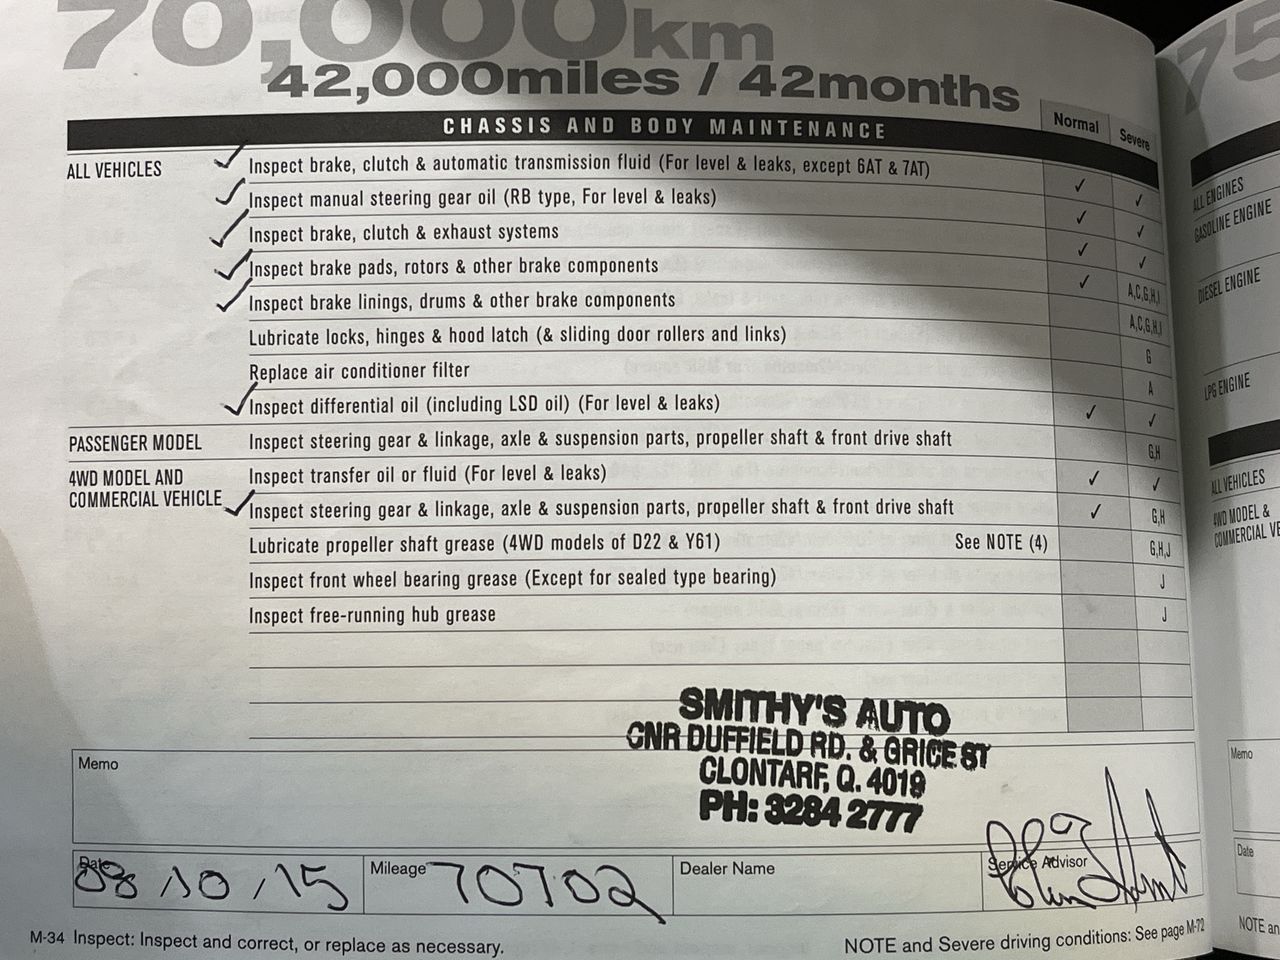 70,000km
42,000miles / 42months
CHASSIS AND BODY MAINTENANCE Normal Severe
ALL VEHICLES ✓ Inspect brake, clutch & automatic transmission fluid (For level & leaks, except 6AT & 7AT) ✓ ✓
✓ Inspect manual steering gear oil (RB type, For level & leaks) ✓ ✓
✓ Inspect brake, clutch & exhaust systems ✓ ✓
✓ Inspect brake pads, rotors & other brake components ✓ A,C,G,H,I
✓ Inspect brake linings, drums & other brake components A,C,G,H,I
Lubricate locks, hinges & hood latch (& sliding door rollers and links) G
Replace air conditioner filter A
✓ Inspect differential oil (including LSD oil) (For level & leaks) ✓ ✓
PASSENGER MODEL Inspect steering gear & linkage, axle & suspension parts, propeller shaft & front drive shaft G,H
4WD MODEL AND COMMERCIAL VEHICLE Inspect transfer oil or fluid (For level & leaks) ✓ ✓
✓ Inspect steering gear & linkage, axle & suspension parts, propeller shaft & front drive shaft ✓ G,H
Lubricate propeller shaft grease (4WD models of D22 & Y61) See NOTE (4) G,H,J
Inspect front wheel bearing grease (Except for sealed type bearing) J
Inspect free-running hub grease J
SMITHY'S AUTO
CNR DUFFIELD RD. & GRICE ST
CLONTARF, Q. 4019
PH: 3284 2777
Memo
Date 08/10/15 Mileage 70702 Dealer Name Service Advisor
M-34 Inspect: Inspect and correct, or replace as necessary. NOTE and Severe driving conditions: See page M-72
75
ALL ENGINES
GASOLINE ENGINE
DIESEL ENGINE
LPG ENGINE
ALL VEHICLES
4WD MODEL &
COMMERCIAL VE
Memo
Date
NOTE an